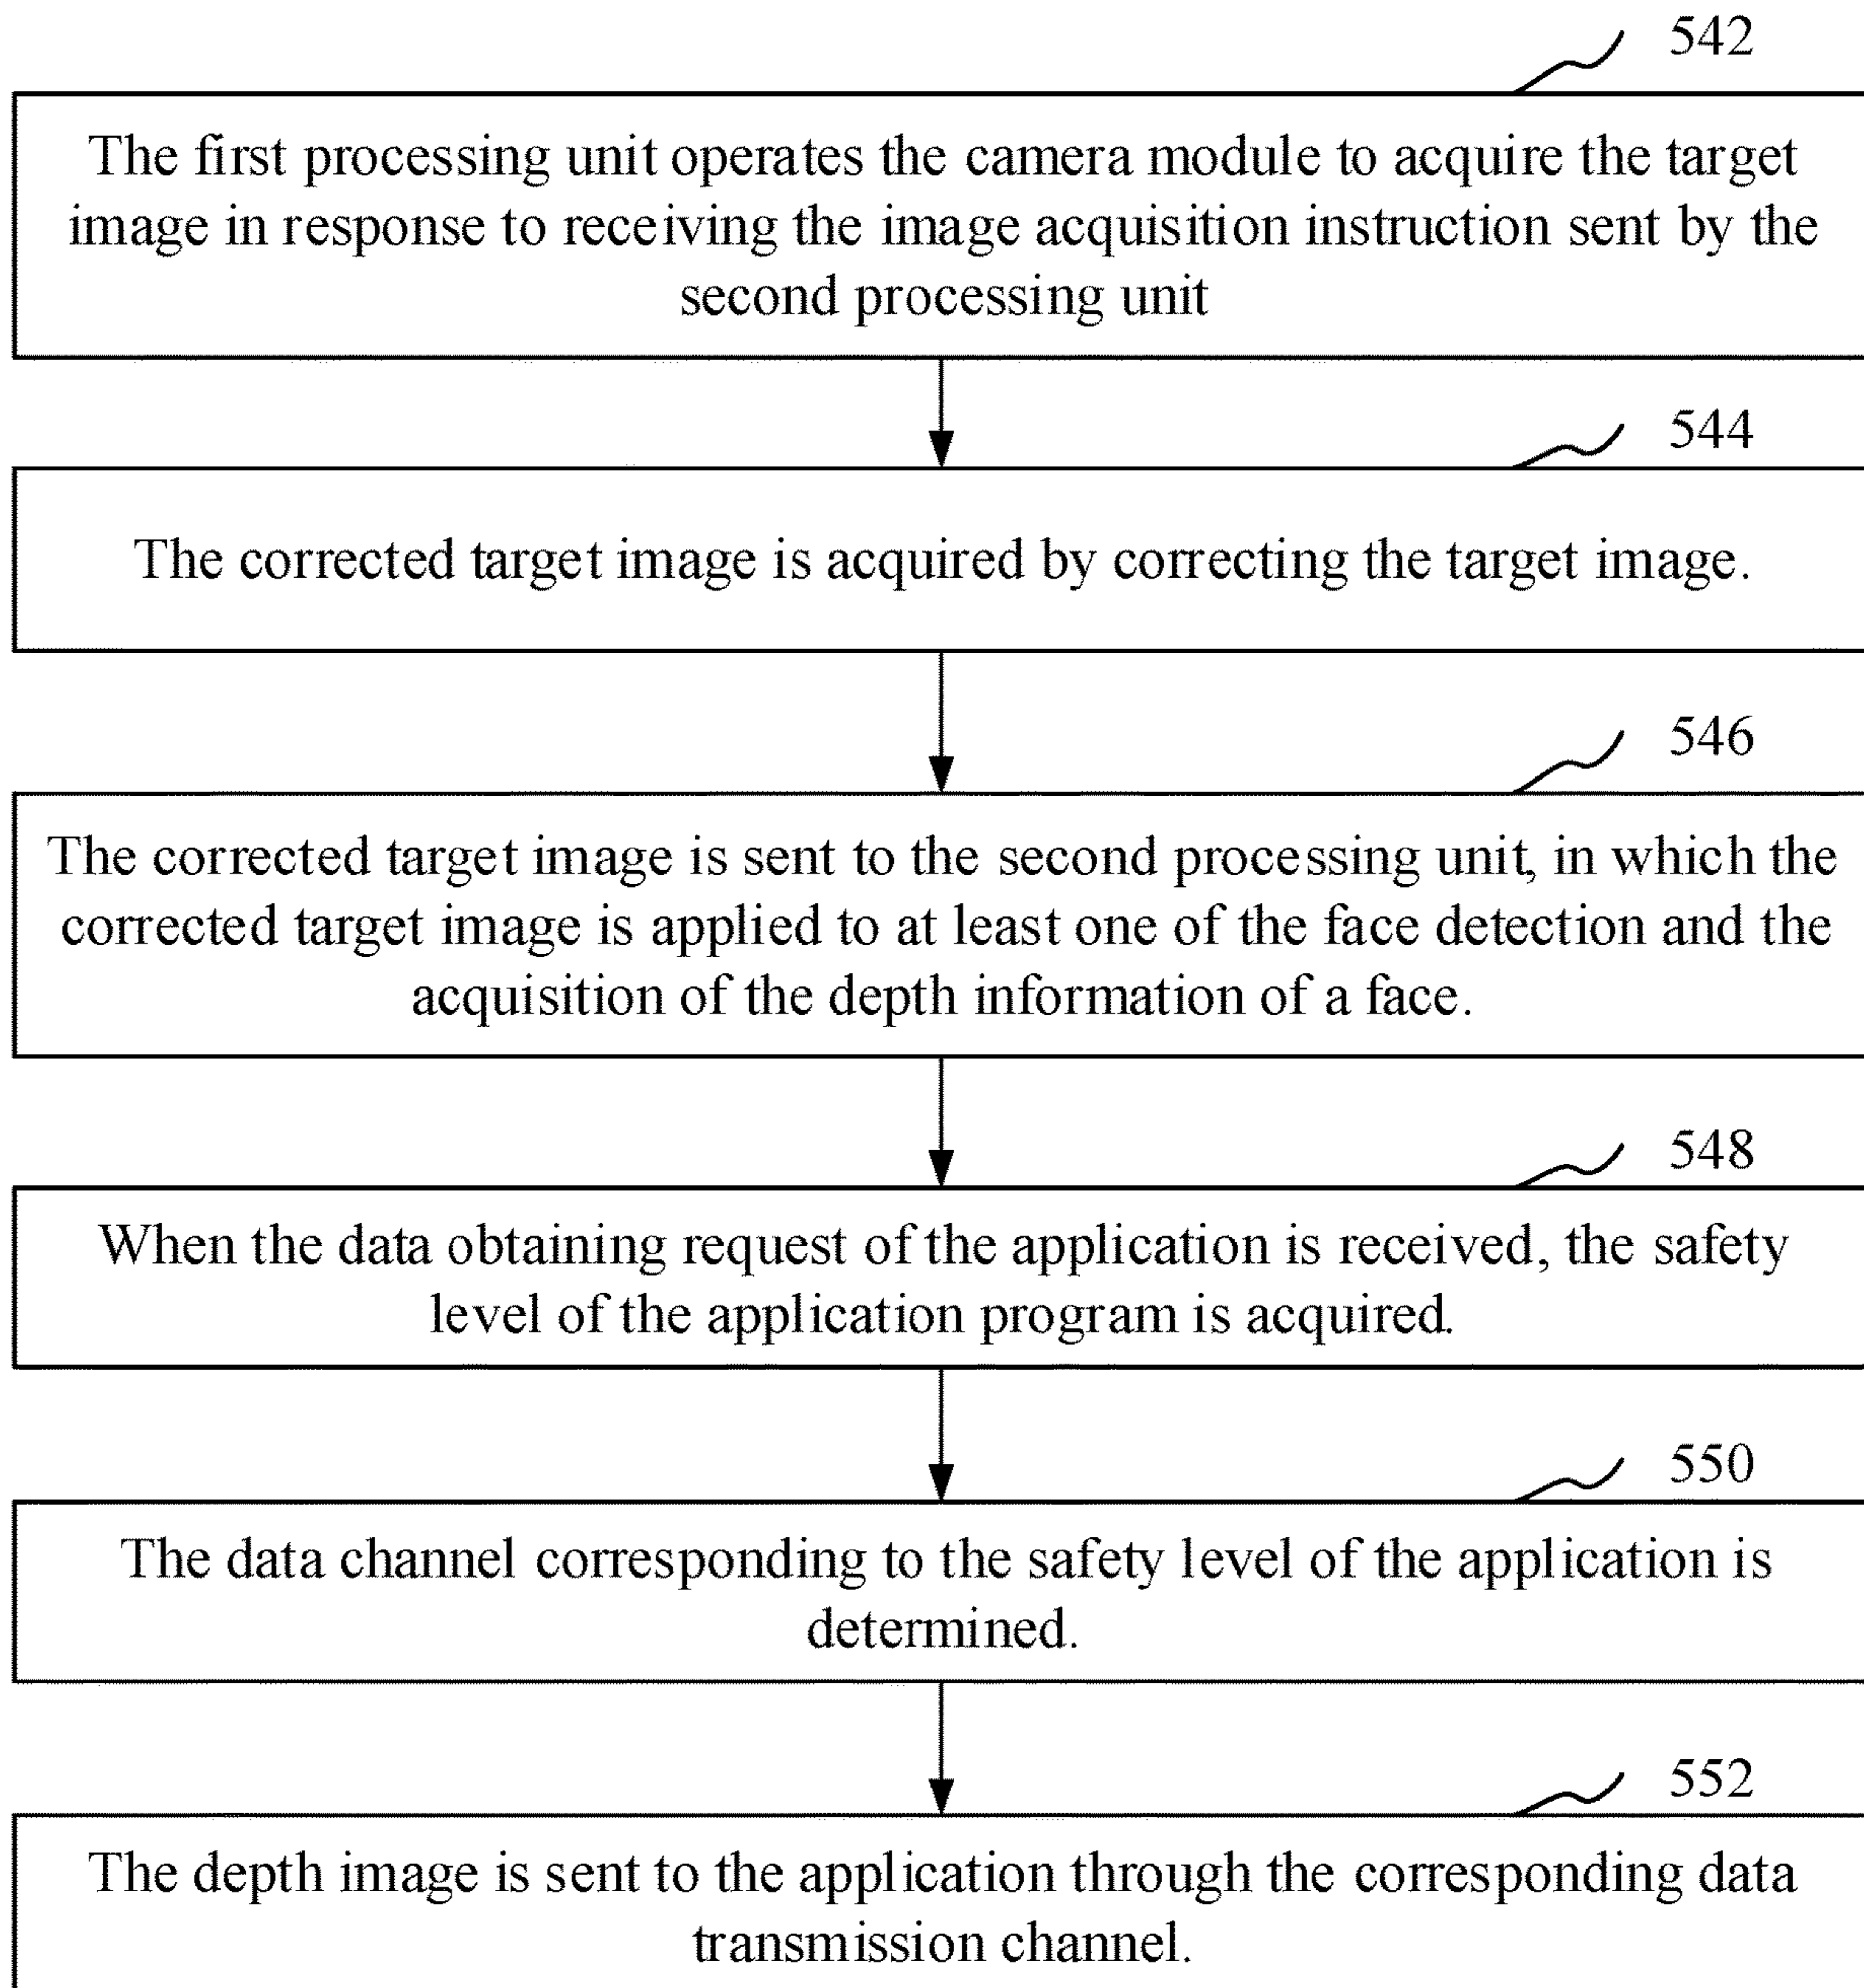 542
The first processing unit operates the camera module to acquire the target
image in response to receiving the image acquisition instruction sent by the
second processing unit
544
The corrected target image is acquired by correcting the target image.
546
The corrected target image is sent to the second processing unit, in which the
corrected target image is applied to at least one of the face detection and the
acquisition of the depth information of a face.
548
When the data obtaining request of the application is received, the safety
level of the application program is acquired.
550
The data channel corresponding to the safety level of the application is
determined.
552
The depth image is sent to the application through the corresponding data
transmission channel.